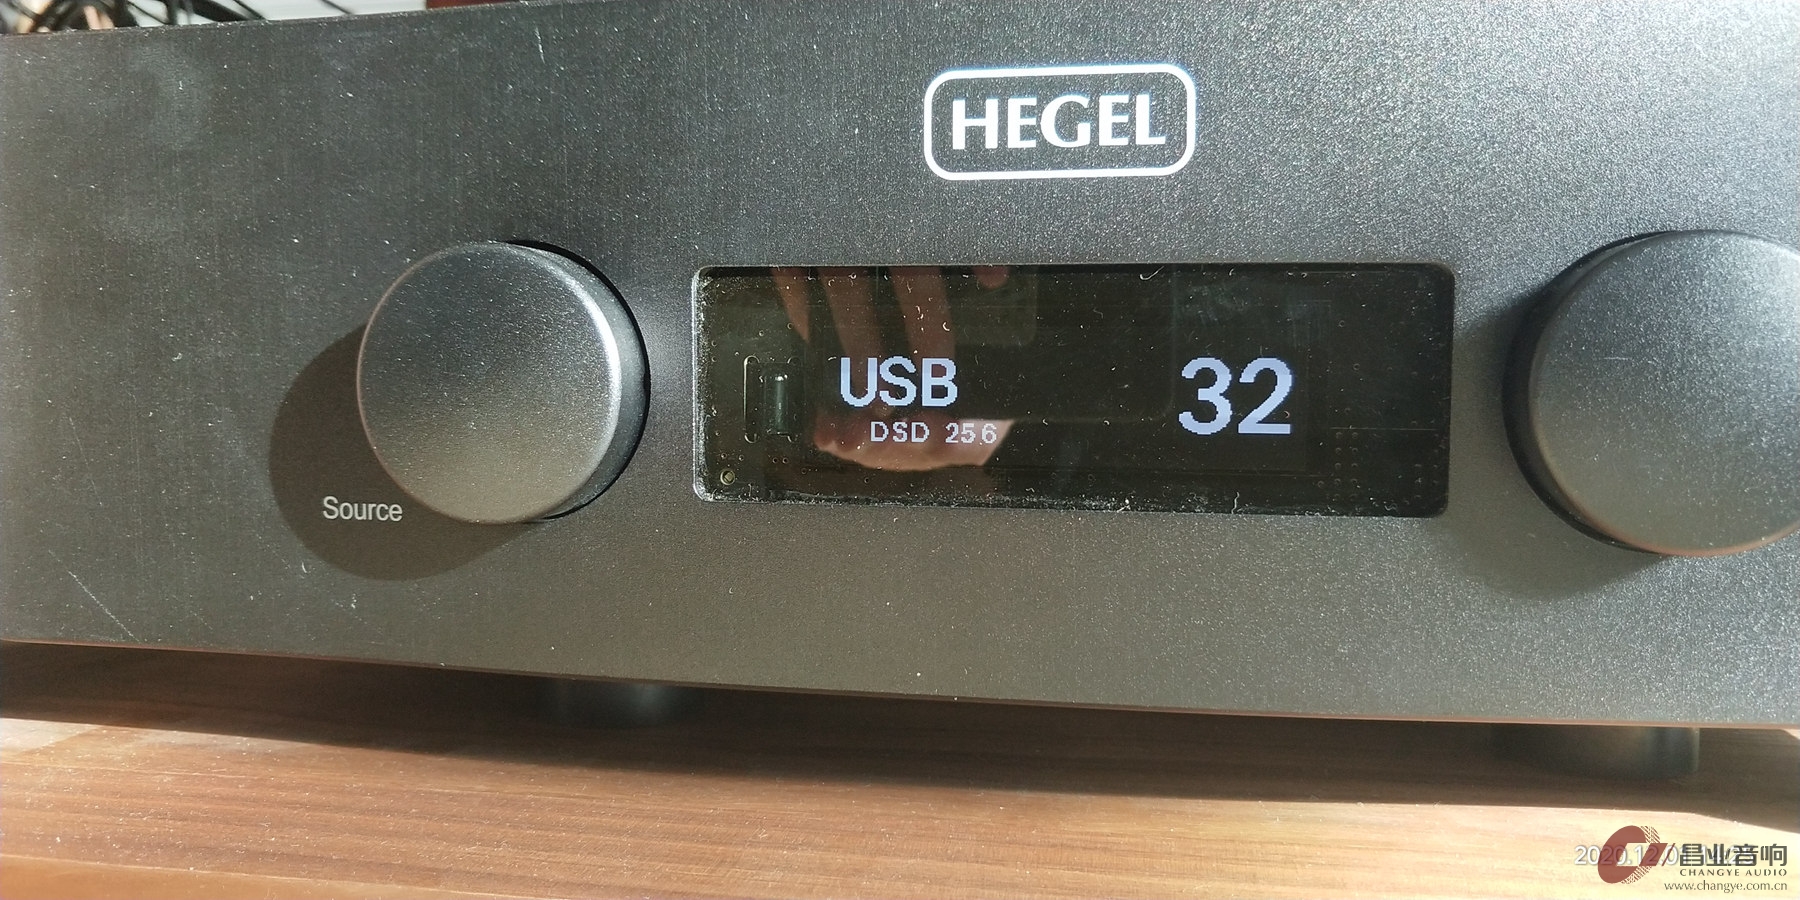 HEGEL
USB
32
DSD 256
Source
昌业音响
CHANGYE AUDIO
www.changye.com.cn